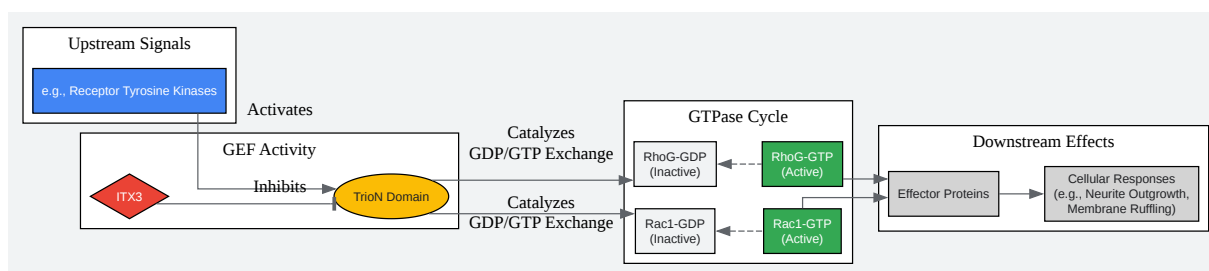 Upstream Signals
e.g., Receptor Tyrosine Kinases
Activates
GEF Activity
ITX3
Inhibits
TrioN Domain
Catalyzes
GDP/GTP Exchange
Catalyzes
GDP/GTP Exchange
GTPase Cycle
RhoG-GDP
(Inactive)
RhoG-GTP
(Active)
Rac1-GDP
(Inactive)
Rac1-GTP
(Active)
Downstream Effects
Effector Proteins
Cellular Responses
(e.g., Neurite Outgrowth,
Membrane Ruffling)